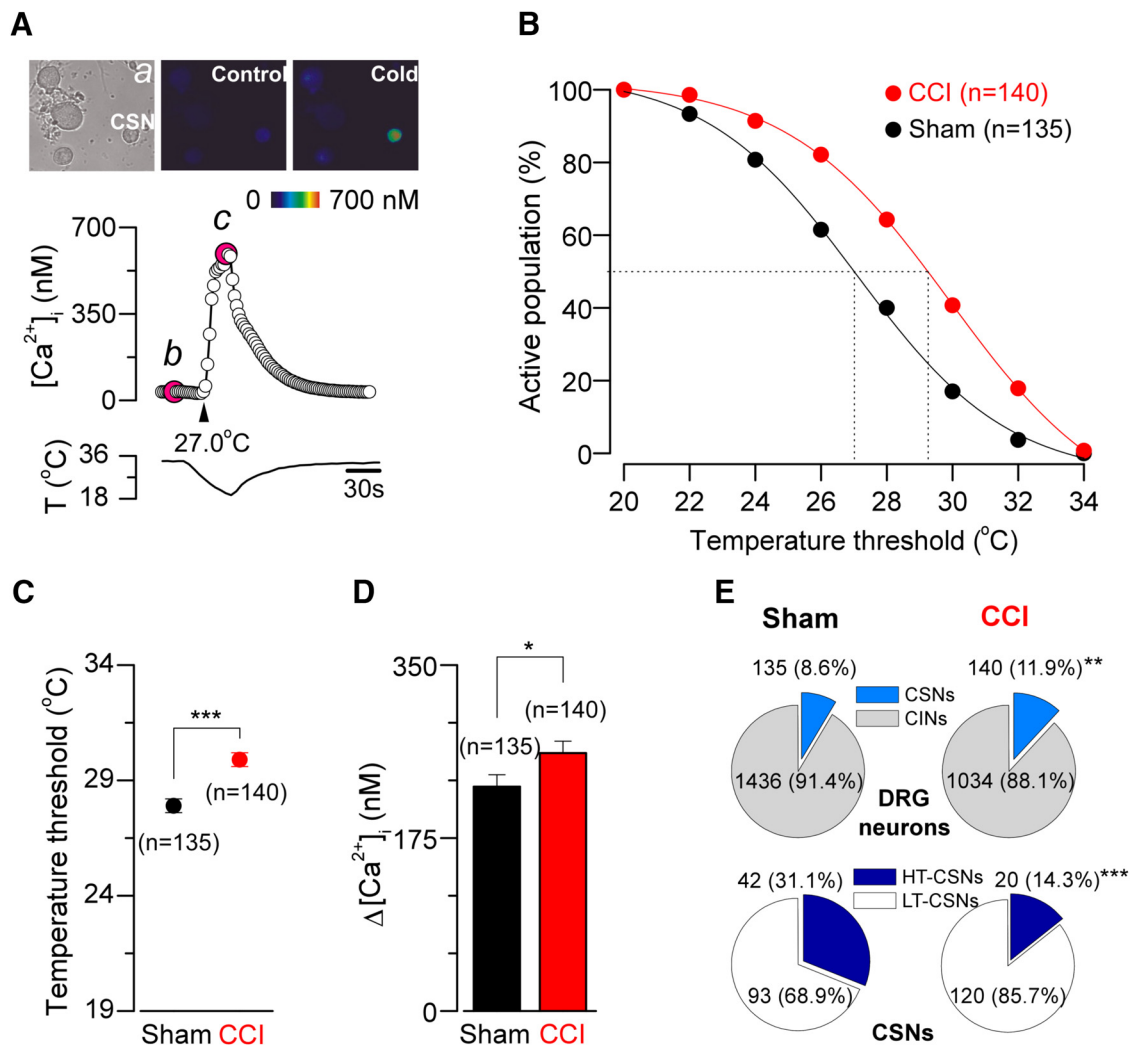 A
a
CSN
Control
Cold
0 700 nM
c
b
700
350
0
[Ca2+]i (nM)
27.0oC
36
18
T (oC)
30s
B
CCI (n=140)
Sham (n=135)
100
80
60
40
20
0
Active population (%)
20 22 24 26 28 30 32 34
Temperature threshold (oC)
C
34
29
24
19
Temperature threshold (oC)
***
(n=140)
(n=135)
Sham CCI
D
350
175
0
Δ[Ca2+]i (nM)
*
(n=140)
(n=135)
Sham CCI
E
Sham CCI
135 (8.6%) 140 (11.9%)**
CSNs
CINs
1436 (91.4%) 1034 (88.1%)
DRG
neurons
42 (31.1%) HT-CSNs 20 (14.3%)***
LT-CSNs
93 (68.9%) 120 (85.7%)
CSNs